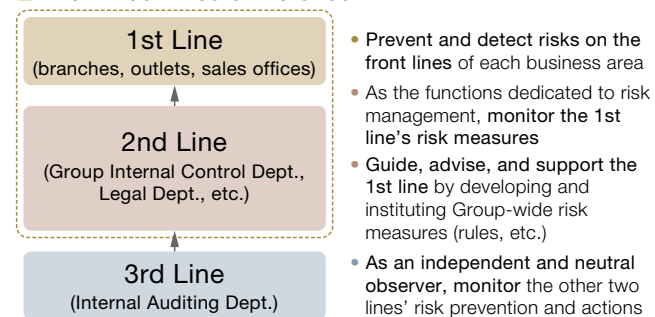 1st Line
(branches, outlets, sales offices)
2nd Line
(Group Internal Control Dept.,
Legal Dept., etc.)
3rd Line
(Internal Auditing Dept.)
• Prevent and detect risks on the
front lines of each business area
• As the functions dedicated to risk
management, monitor the 1st
line's risk measures
• Guide, advise, and support the
1st line by developing and
instituting Group-wide risk
measures (rules, etc.)
• As an independent and neutral
observer, monitor the other two
lines' risk prevention and actions